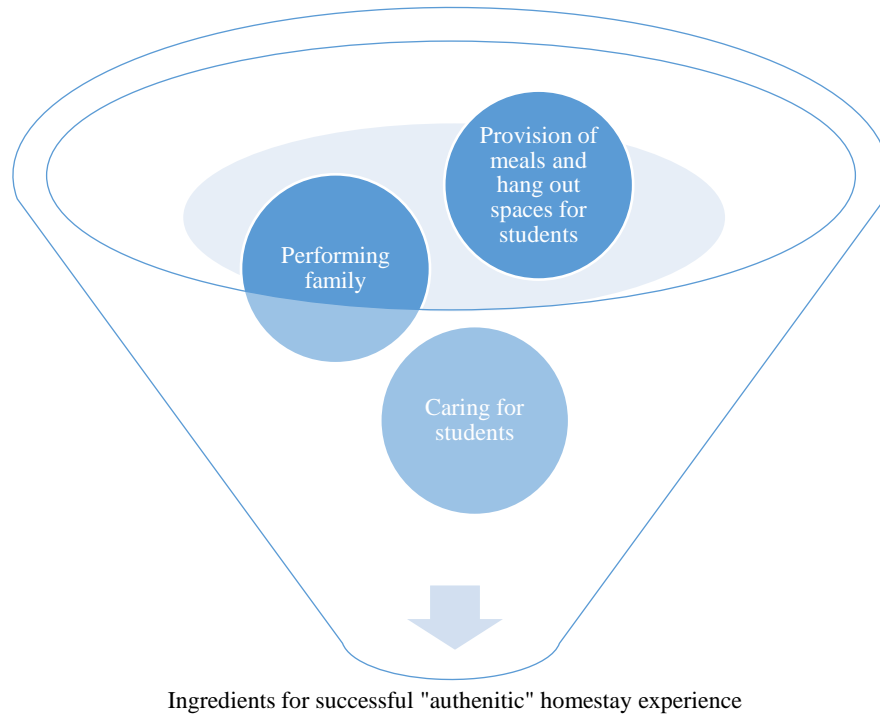 Provision of
meals and
hang out
spaces for
students
Performing
family
Caring for
students
Ingredients for successful "authenitic" homestay experience